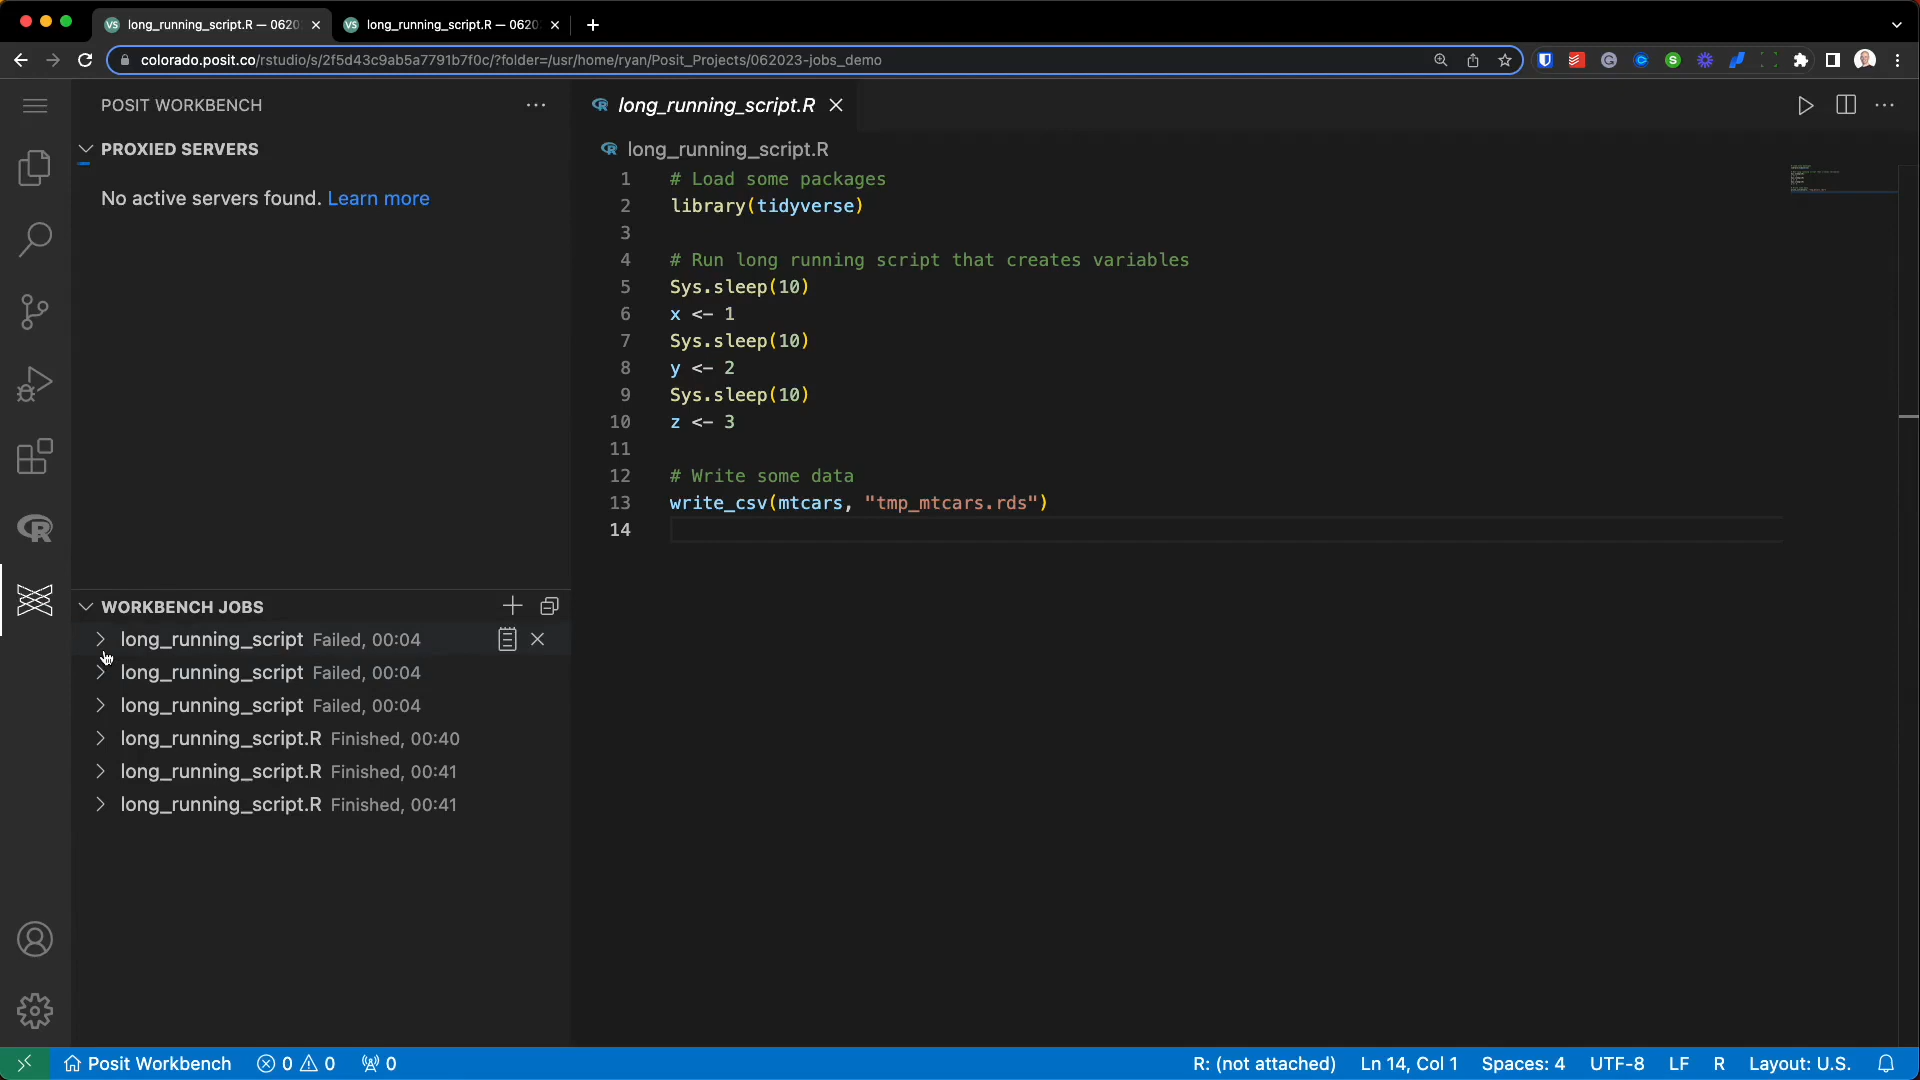 long_running_script.R — 0620
long_running_script.R — 0620
colorado.posit.co/rstudio/s/2f5d43c9ab5a7791b7f0c/?folder=/usr/home/ryan/Posit_Projects/062023-jobs_demo
POSIT WORKBENCH
long_running_script.R
PROXIED SERVERS
No active servers found. Learn more
long_running_script.R
1 # Load some packages
2 library(tidyverse)
3
4 # Run long running script that creates variables
5 Sys.sleep(10)
6 x <- 1
7 Sys.sleep(10)
8 y <- 2
9 Sys.sleep(10)
10 z <- 3
11
12 # Write some data
13 write_csv(mtcars, "tmp_mtcars.rds")
14
WORKBENCH JOBS
long_running_script Failed, 00:04
long_running_script Failed, 00:04
long_running_script Failed, 00:04
long_running_script.R Finished, 00:40
long_running_script.R Finished, 00:41
long_running_script.R Finished, 00:41
Posit Workbench 0 0 0 R: (not attached) Ln 14, Col 1 Spaces: 4 UTF-8 LF R Layout: U.S.